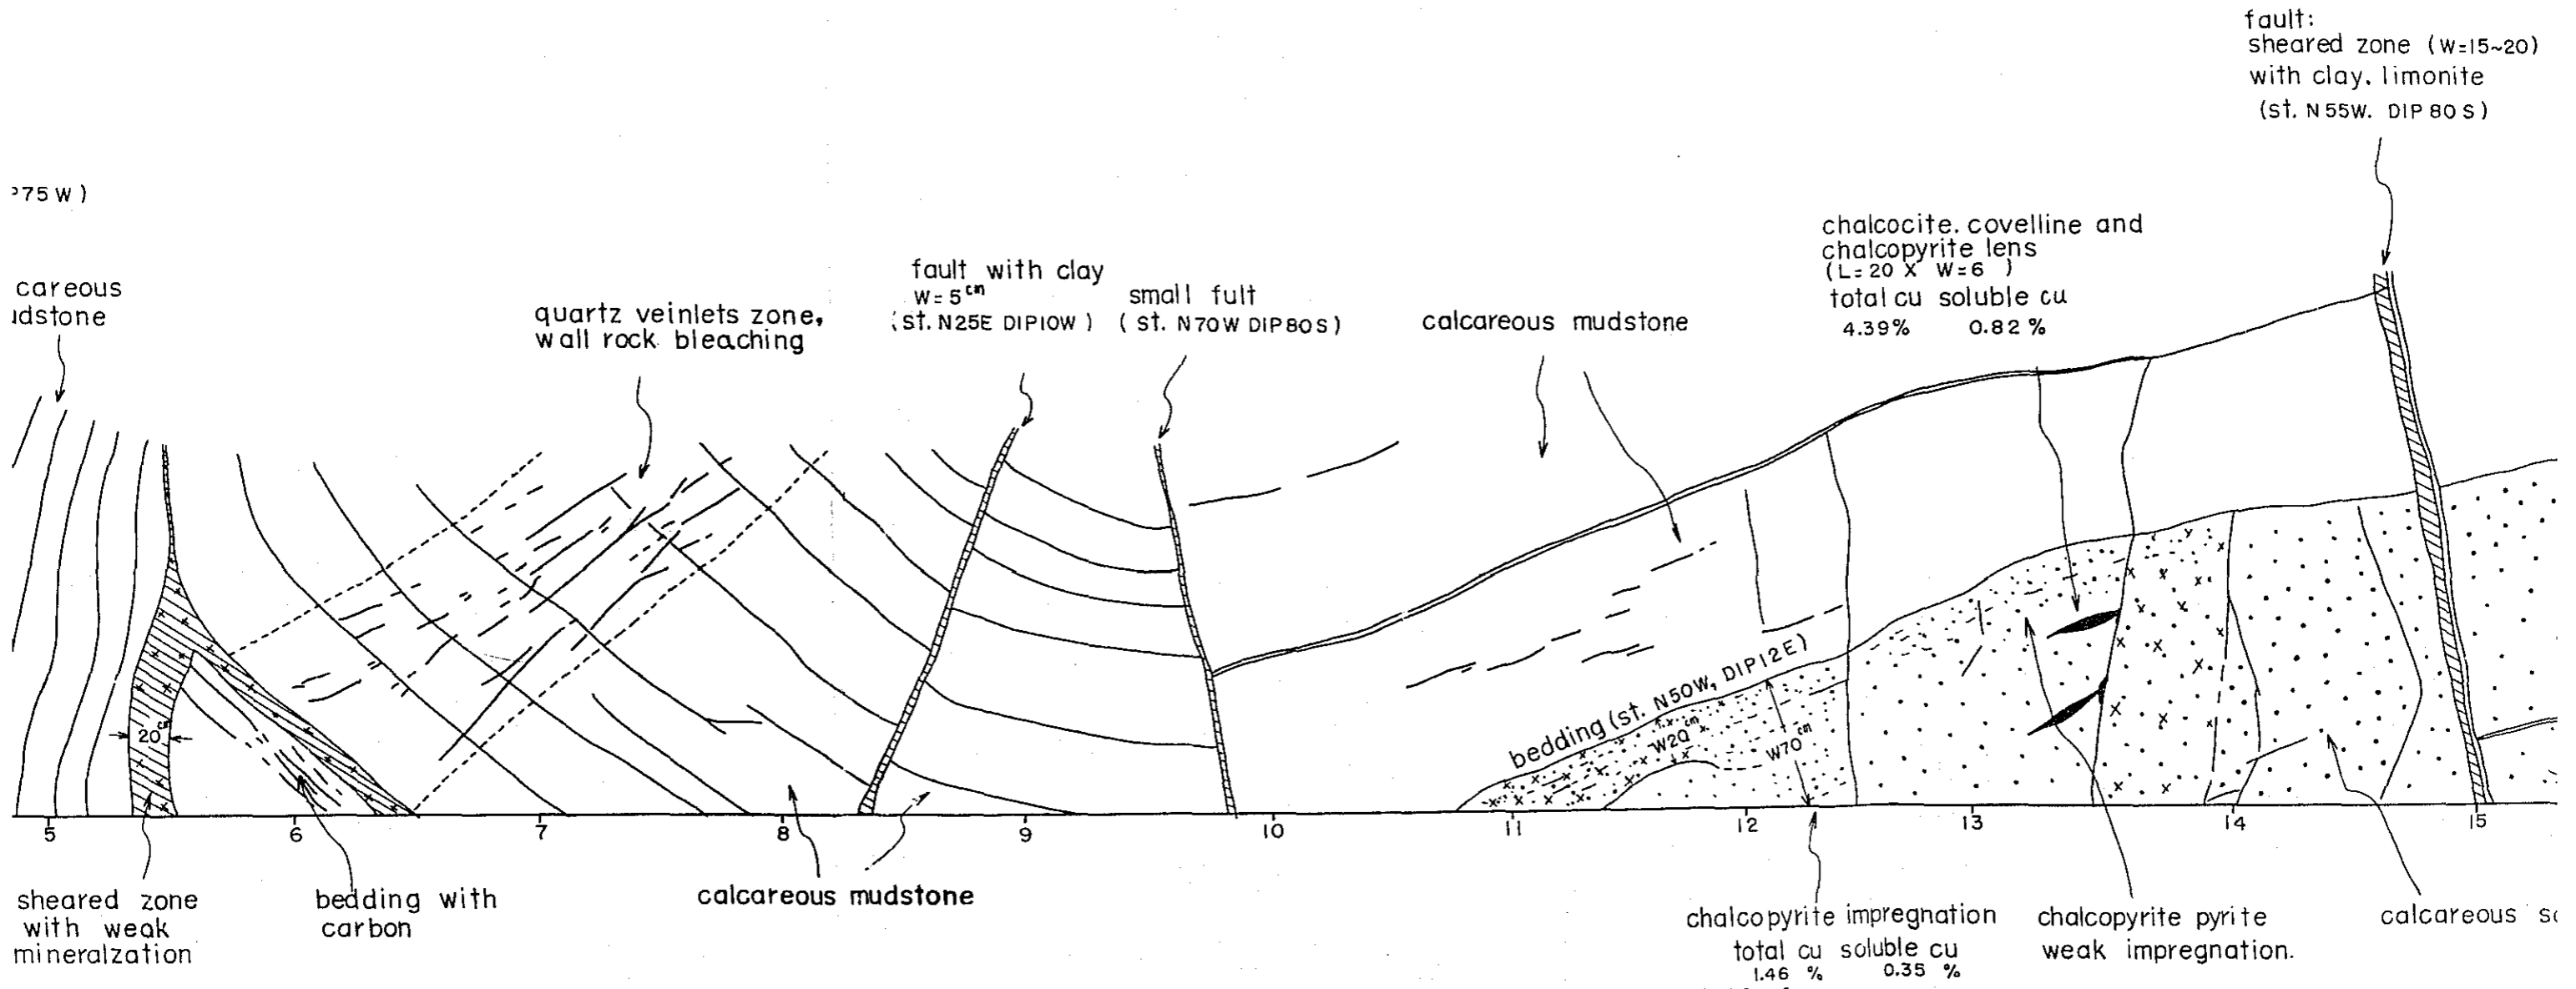 fault:
sheared zone (W=15~20)
with clay. limonite
(st. N55W. DIP 80 S)
75 W)
careous
dstone
quartz veinlets zone,
wall rock bleaching
fault with clay
W=5cm
(st. N25E DIP10W)
small fult
(st. N70W DIP80S)
calcareous mudstone
chalcocite. covelline and
chalcopyrite lens
(L=20 X W=6 )
total cu soluble cu
4.39% 0.82%
bedding (st. N50W, DIP12E)
W20cm
W70cm
20cm
5 6 7 8 9 10 11 12 13 14 15
sheared zone
with weak
mineralzation
bedding with
carbon
calcareous mudstone
chalcopyrite impregnation
total cu soluble cu
1.46 % 0.35 %
chalcopyrite pyrite
weak impregnation.
calcareous